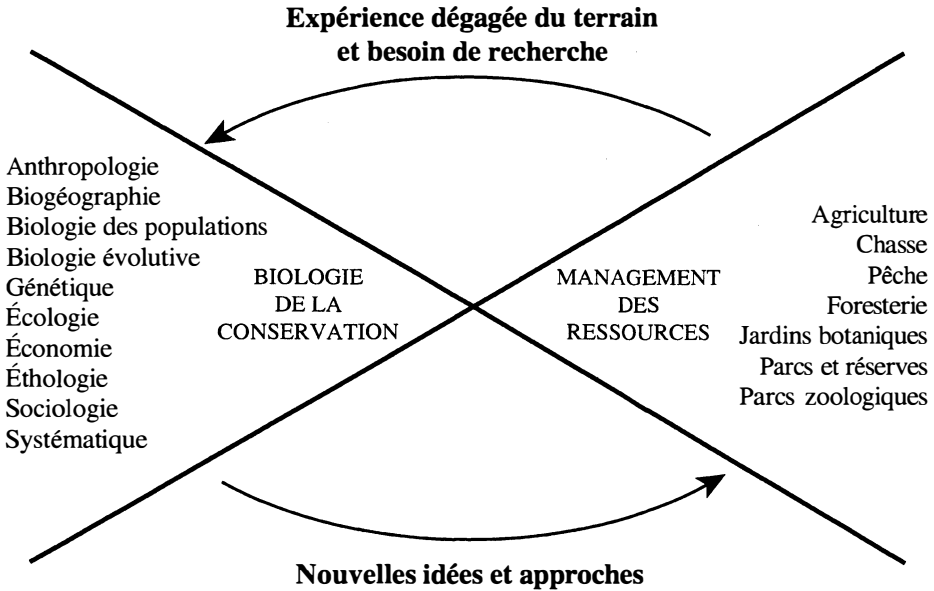 Expérience dégagée du terrain
et besoin de recherche
Anthropologie
Biogéographie
Biologie des populations
Biologie évolutive
Génétique
Écologie
Économie
Éthologie
Sociologie
Systématique
BIOLOGIE
DE LA
CONSERVATION
MANAGEMENT
DES
RESSOURCES
Agriculture
Chasse
Pêche
Foresterie
Jardins botaniques
Parcs et réserves
Parcs zoologiques
Nouvelles idées et approches